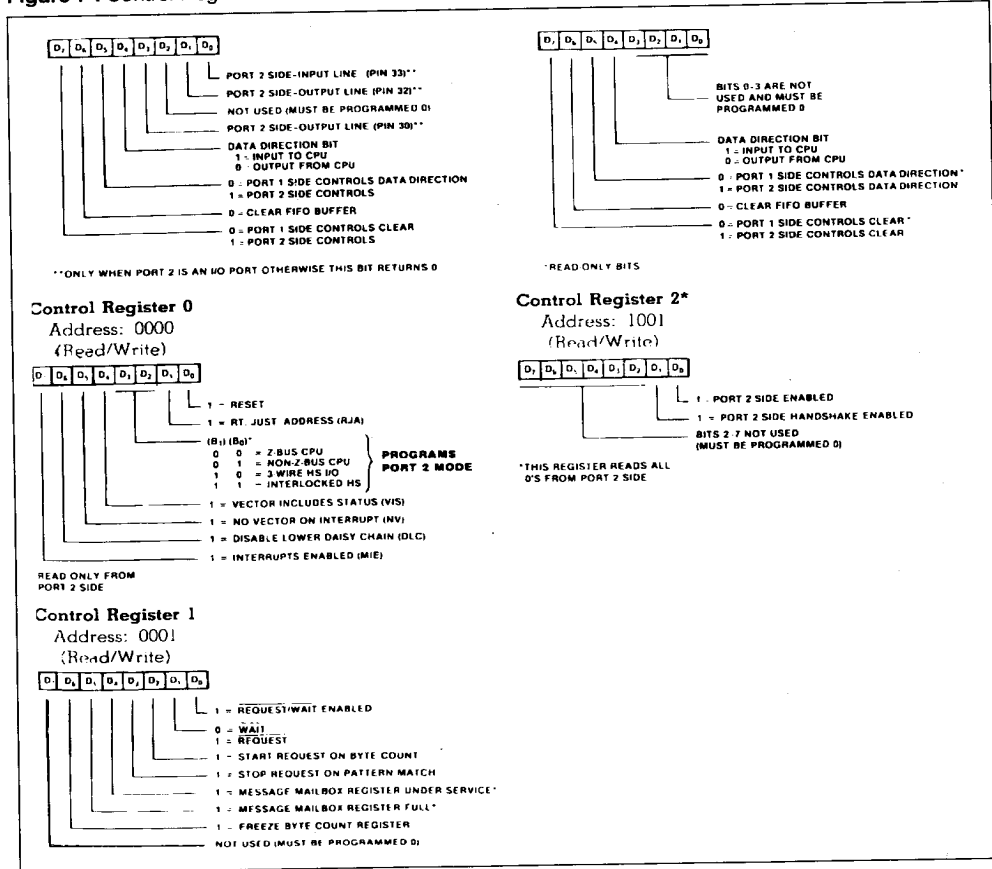 D7 D6 D5 D4 D3 D2 D1 D0
PORT 2 SIDE-INPUT LINE (PIN 33)**
PORT 2 SIDE-OUTPUT LINE (PIN 32)**
NOT USED (MUST BE PROGRAMMED 0)
PORT 2 SIDE-OUTPUT LINE (PIN 30)**
DATA DIRECTION BIT
1 = INPUT TO CPU
0 = OUTPUT FROM CPU
0 = PORT 1 SIDE CONTROLS DATA DIRECTION
1 = PORT 2 SIDE CONTROLS
0 = CLEAR FIFO BUFFER
0 = PORT 1 SIDE CONTROLS CLEAR
1 = PORT 2 SIDE CONTROLS
**ONLY WHEN PORT 2 IS AN I/O PORT OTHERWISE THIS BIT RETURNS 0
D7 D6 D5 D4 D3 D2 D1 D0
BITS 0-3 ARE NOT
USED AND MUST BE
PROGRAMMED 0
DATA DIRECTION BIT
1 = INPUT TO CPU
0 = OUTPUT FROM CPU
0 = PORT 1 SIDE CONTROLS DATA DIRECTION*
1 = PORT 2 SIDE CONTROLS DATA DIRECTION
0 = CLEAR FIFO BUFFER
0 = PORT 1 SIDE CONTROLS CLEAR*
1 = PORT 2 SIDE CONTROLS CLEAR
*READ ONLY BITS
Control Register 0
Address: 0000
(Read/Write)
D D6 D5 D4 D3 D2 D1 D0
1 = RESET
1 = RT. JUST ADDRESS (RJA)
(B1) (B0)*
0 0 = Z-BUS CPU
0 1 = NON-Z-BUS CPU
1 0 = 3-WIRE HS I/O
1 1 = INTERLOCKED HS
PROGRAMS
PORT 2 MODE
1 = VECTOR INCLUDES STATUS (VIS)
1 = NO VECTOR ON INTERRUPT (NV)
1 = DISABLE LOWER DAISY CHAIN (DLC)
1 = INTERRUPTS ENABLED (MIE)
READ ONLY FROM
PORT 2 SIDE
Control Register 2*
Address: 1001
(Read/Write)
D7 D6 D5 D4 D3 D2 D1 D0
1 = PORT 2 SIDE ENABLED
1 = PORT 2 SIDE HANDSHAKE ENABLED
BITS 2-7 NOT USED
(MUST BE PROGRAMMED 0)
*THIS REGISTER READS ALL
0'S FROM PORT 2 SIDE
Control Register 1
Address: 0001
(Read/Write)
D D6 D5 D4 D3 D2 D1 D0
1 = REQUEST/WAIT ENABLED
0 = WAIT
1 = REQUEST
1 = START REQUEST ON BYTE COUNT
1 = STOP REQUEST ON PATTERN MATCH
1 = MESSAGE MAILBOX REGISTER UNDER SERVICE*
1 = MESSAGE MAILBOX REGISTER FULL*
1 = FREEZE BYTE COUNT REGISTER
NOT USED (MUST BE PROGRAMMED 0)